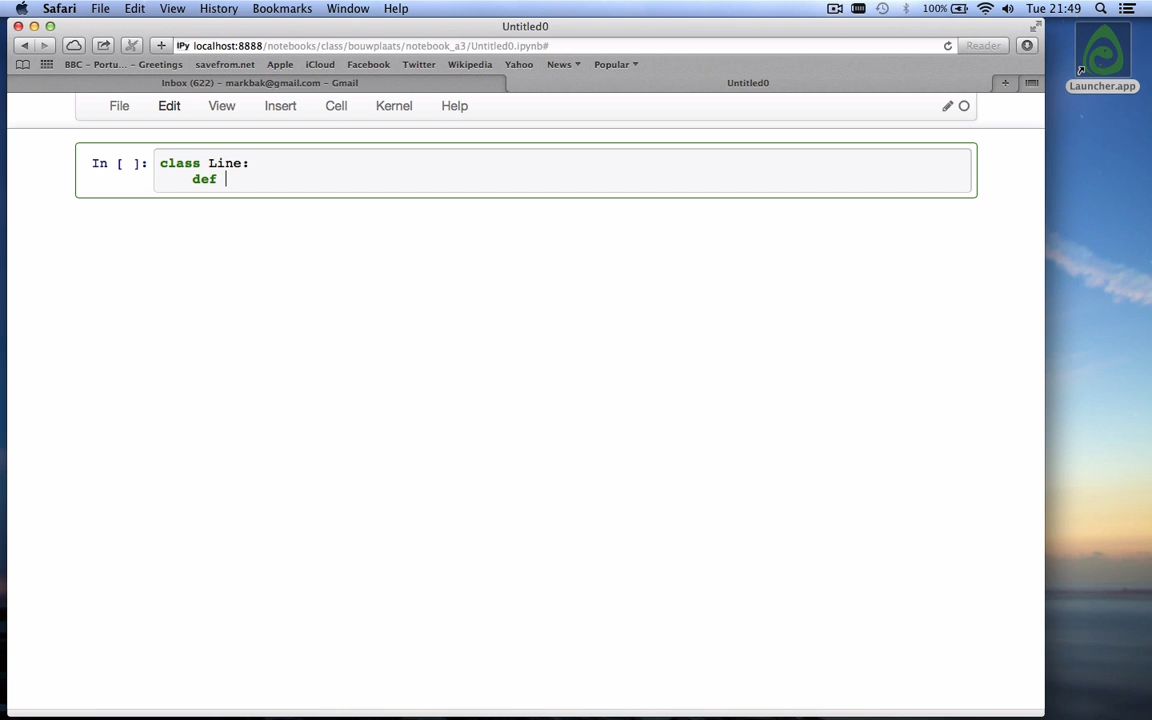 Safari File Edit View History Bookmarks Window Help 100% Tue 21:49
Untitled0
IPy localhost:8888/notebooks/class/bouwplaats/notebook_a3/Untitled0.ipynb# Reader
BBC – Portu... – Greetings savefrom.net Apple iCloud Facebook Twitter Wikipedia Yahoo News Popular
Inbox (622) – markbak@gmail.com – Gmail Untitled0
Launcher.app
File Edit View Insert Cell Kernel Help
In [ ]: class Line:
def